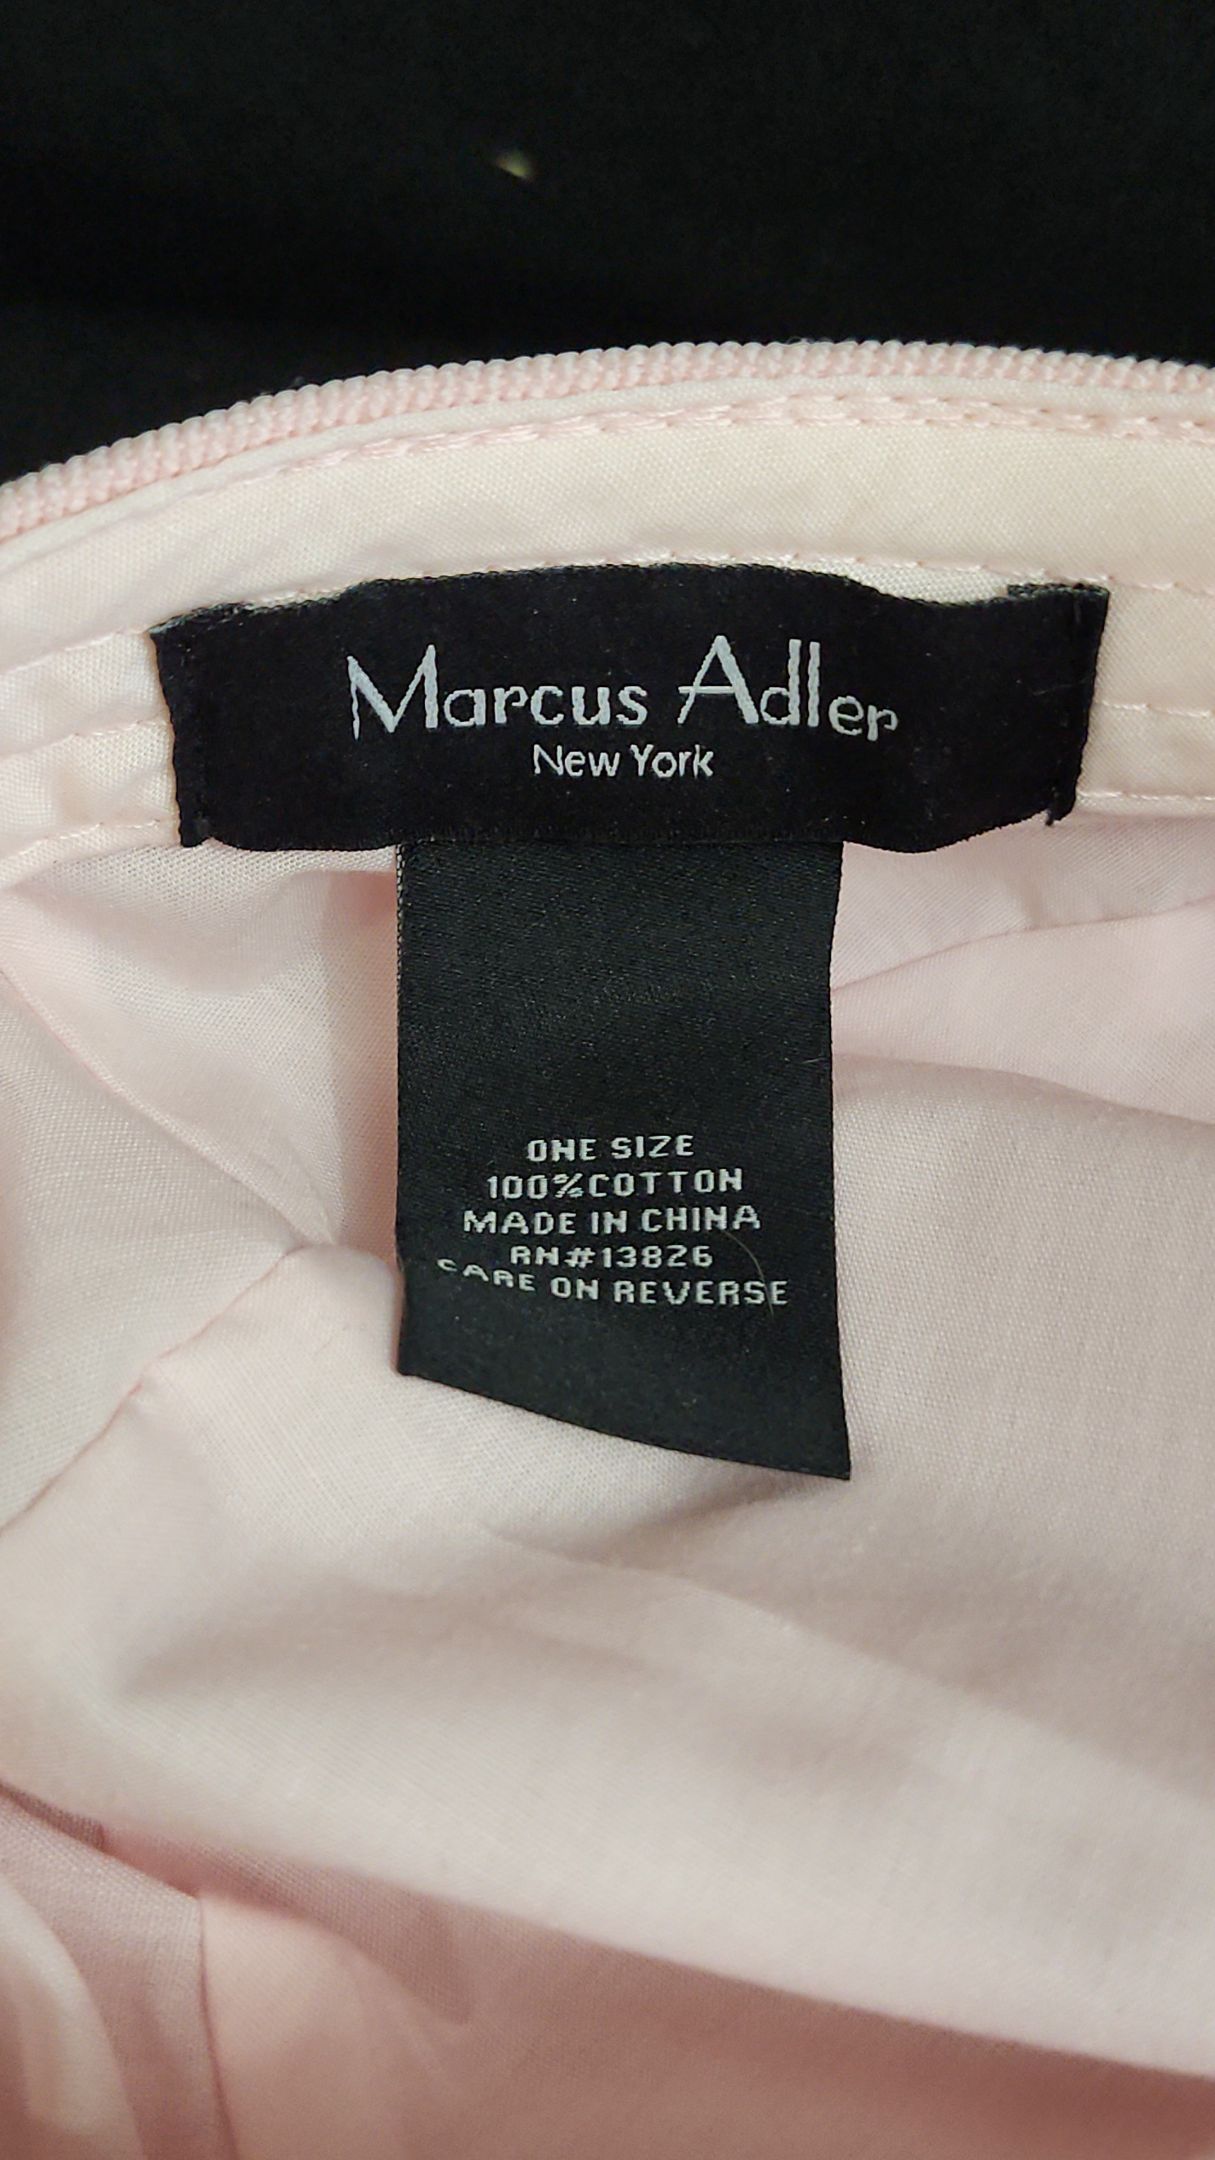 Marcus Adler
New York
ONE SIZE
100%COTTON
MADE IN CHINA
RN#13826
CARE ON REVERSE